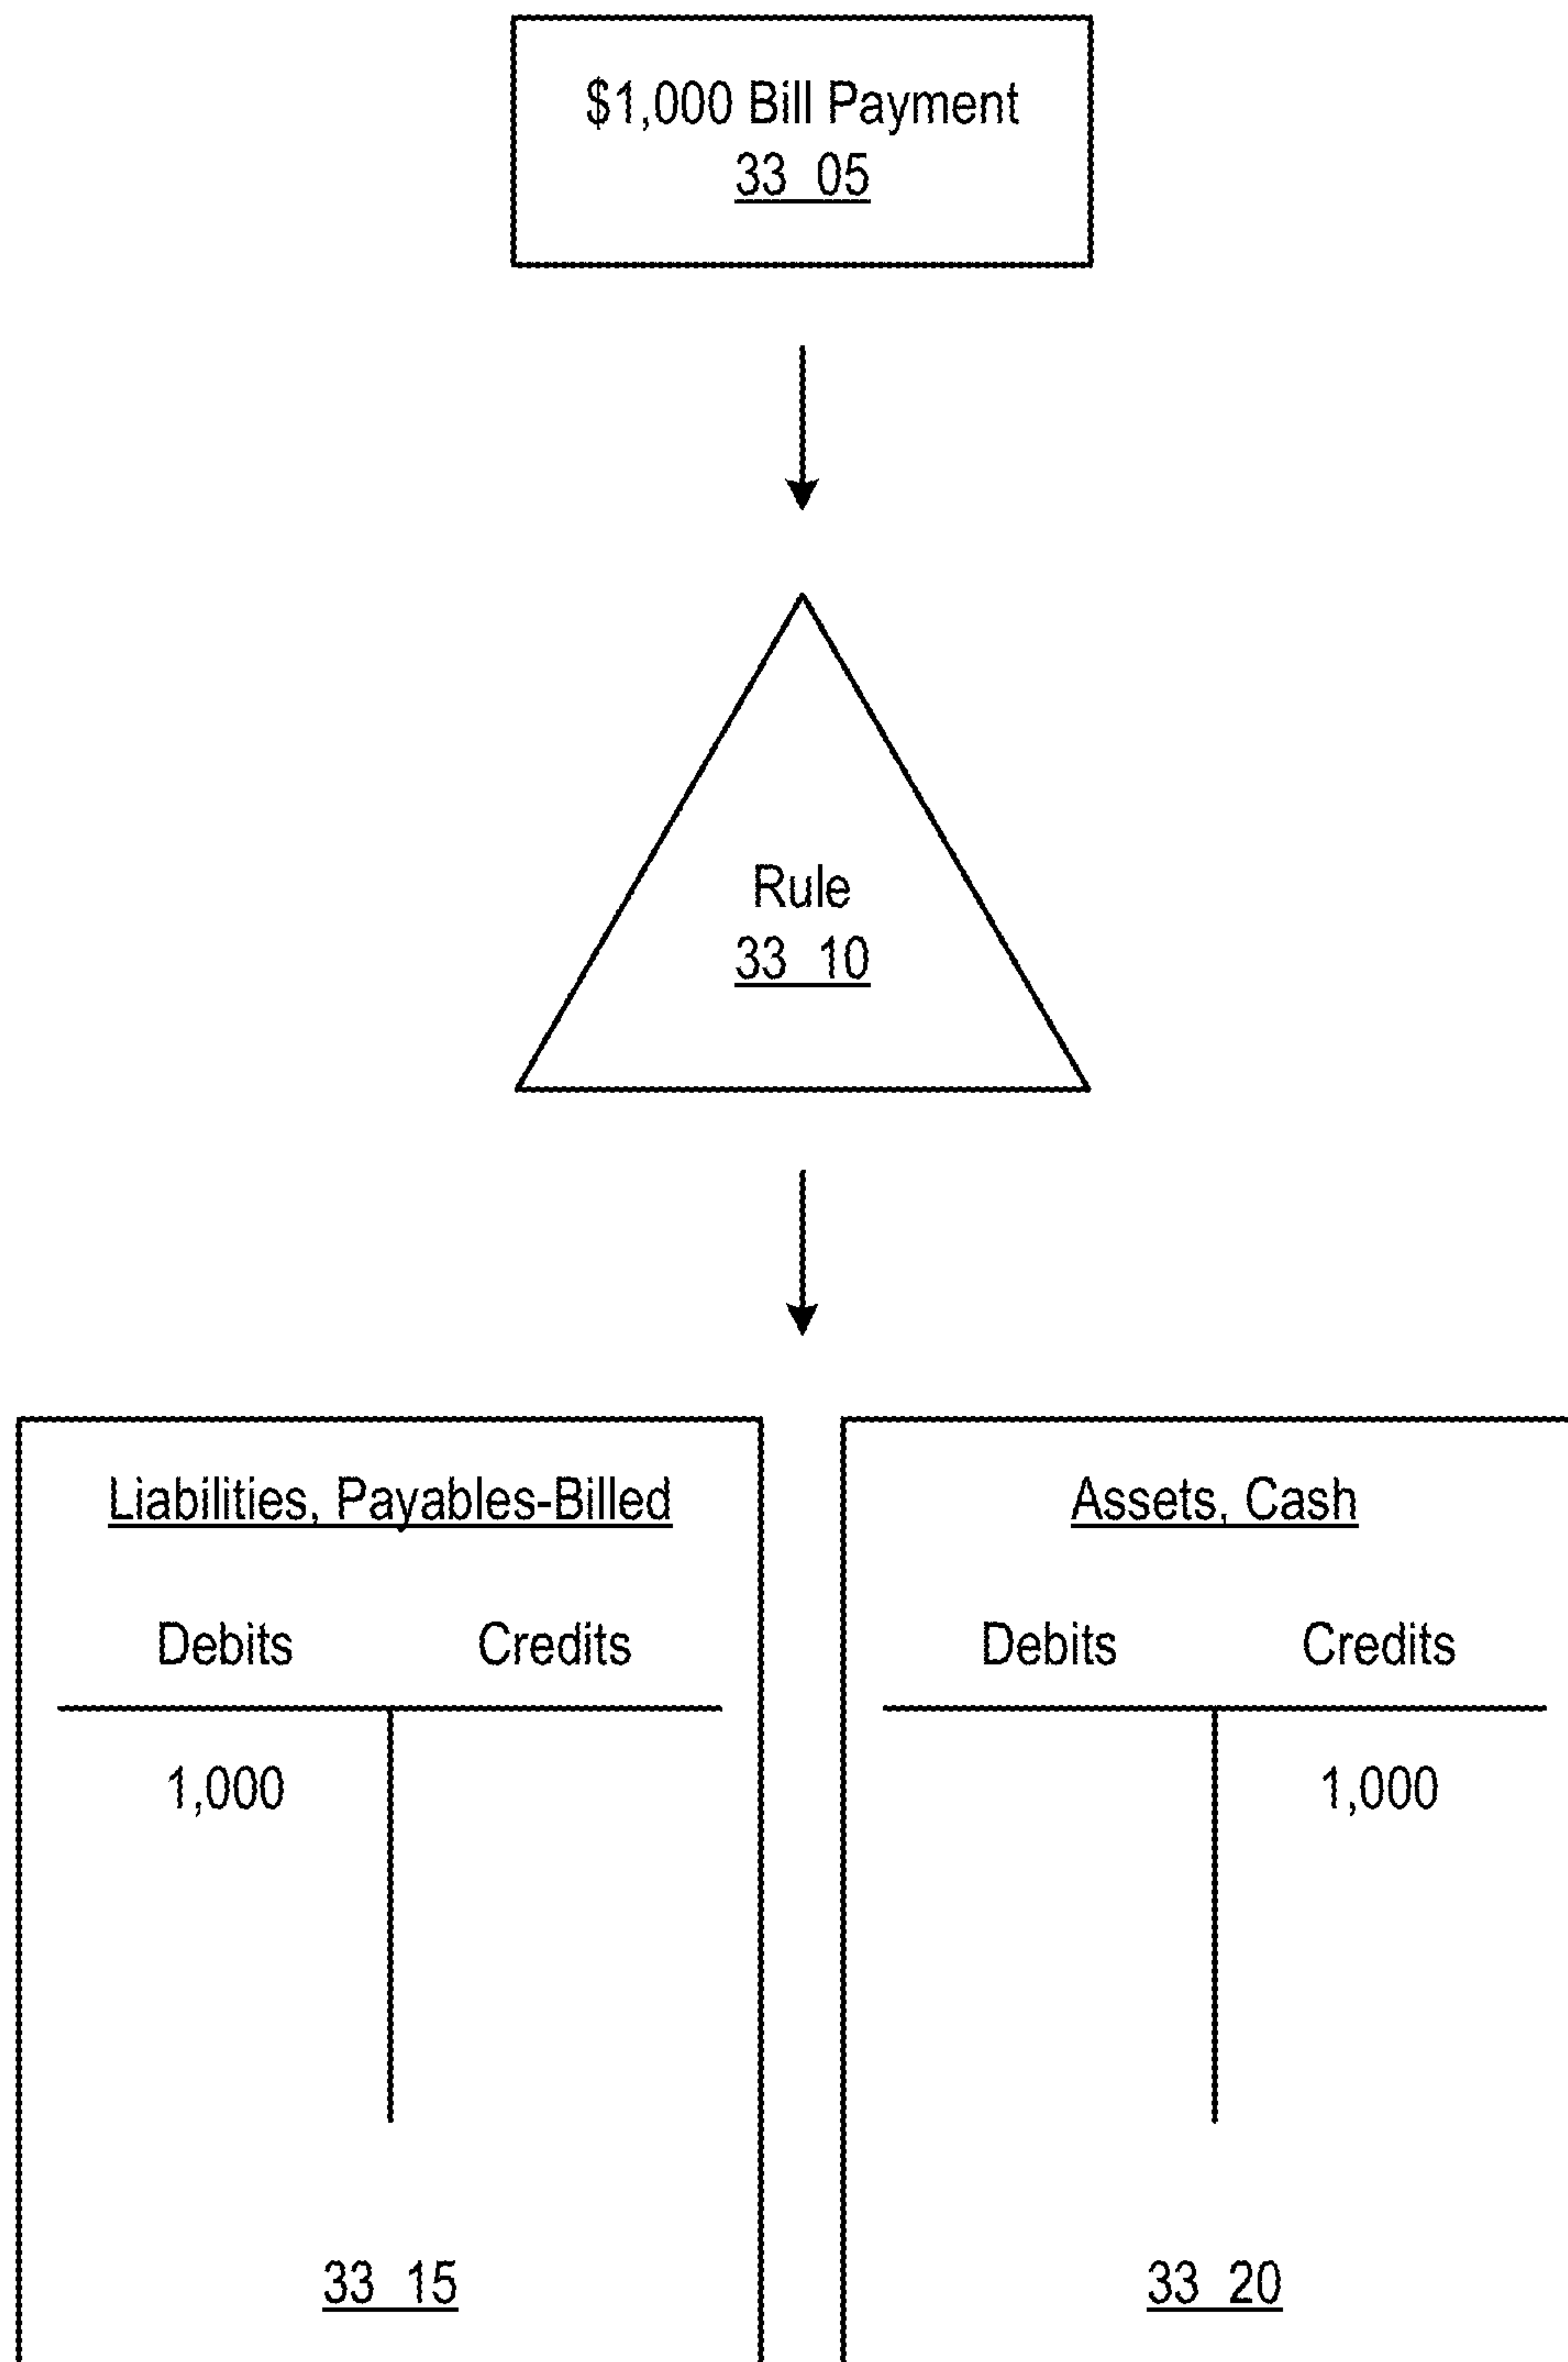 $1,000 Bill Payment
33_05
Rule
33_10
Liabilities, Payables-Billed
Debits Credits
1,000
33_15
Assets, Cash
Debits Credits
1,000
33_20